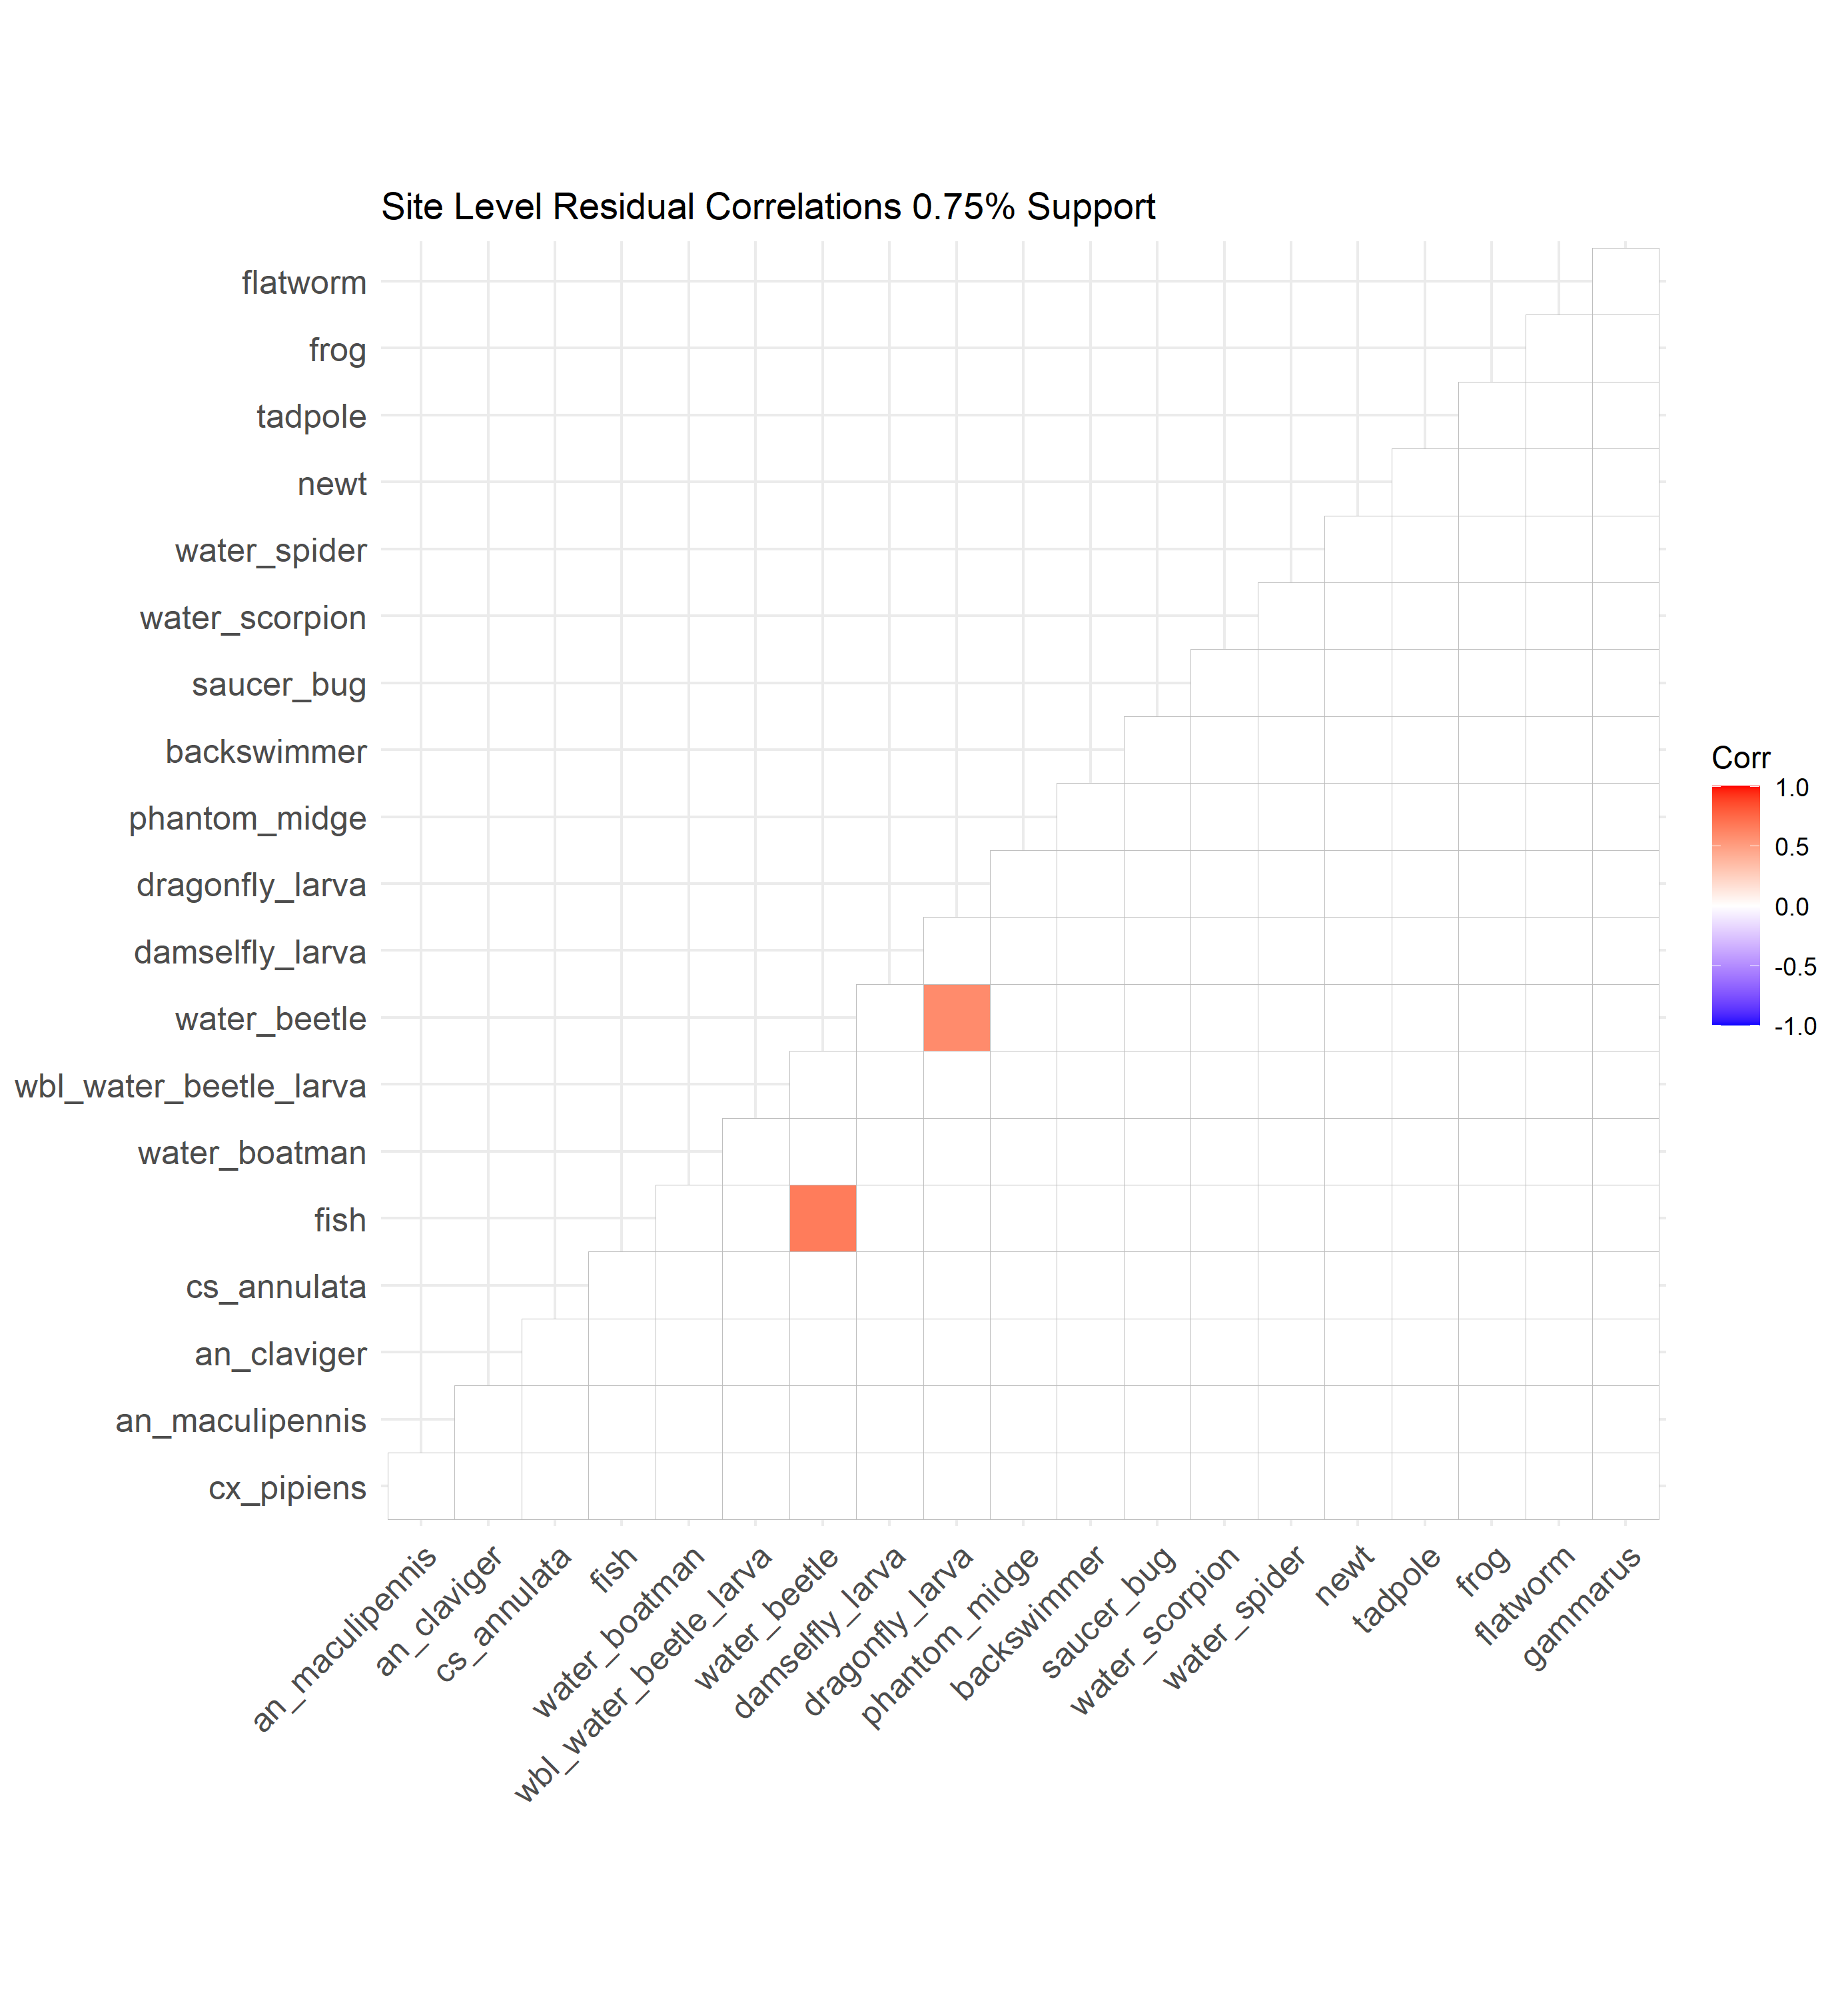 Site Level Residual Correlations 0.75% Support
flatworm
frog
tadpole
newt
water_spider
water_scorpion
saucer_bug
backswimmer
phantom_midge
dragonfly_larva
damselfly_larva
water_beetle
wbl_water_beetle_larva
water_boatman
fish
cs_annulata
an_claviger
an_maculipennis
cx_pipiens
an_maculipennis
an_claviger
cs_annulata
fish
water_boatman
wbl_water_beetle_larva
water_beetle
damselfly_larva
dragonfly_larva
phantom_midge
backswimmer
saucer_bug
water_scorpion
water_spider
newt
tadpole
frog
flatworm
gammarus
Corr
1.0
0.5
0.0
-0.5
-1.0